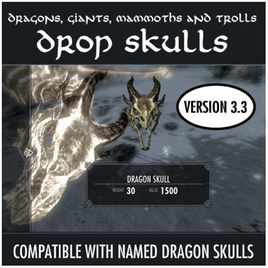 DRAGONS, GIANTS, MAMMOTHS AND TROLLS
DROP SKULLS
VERSION 3.3
DRAGON SKULL
WEIGHT 30 VALUE 1500
COMPATIBLE WITH NAMED DRAGON SKULLS